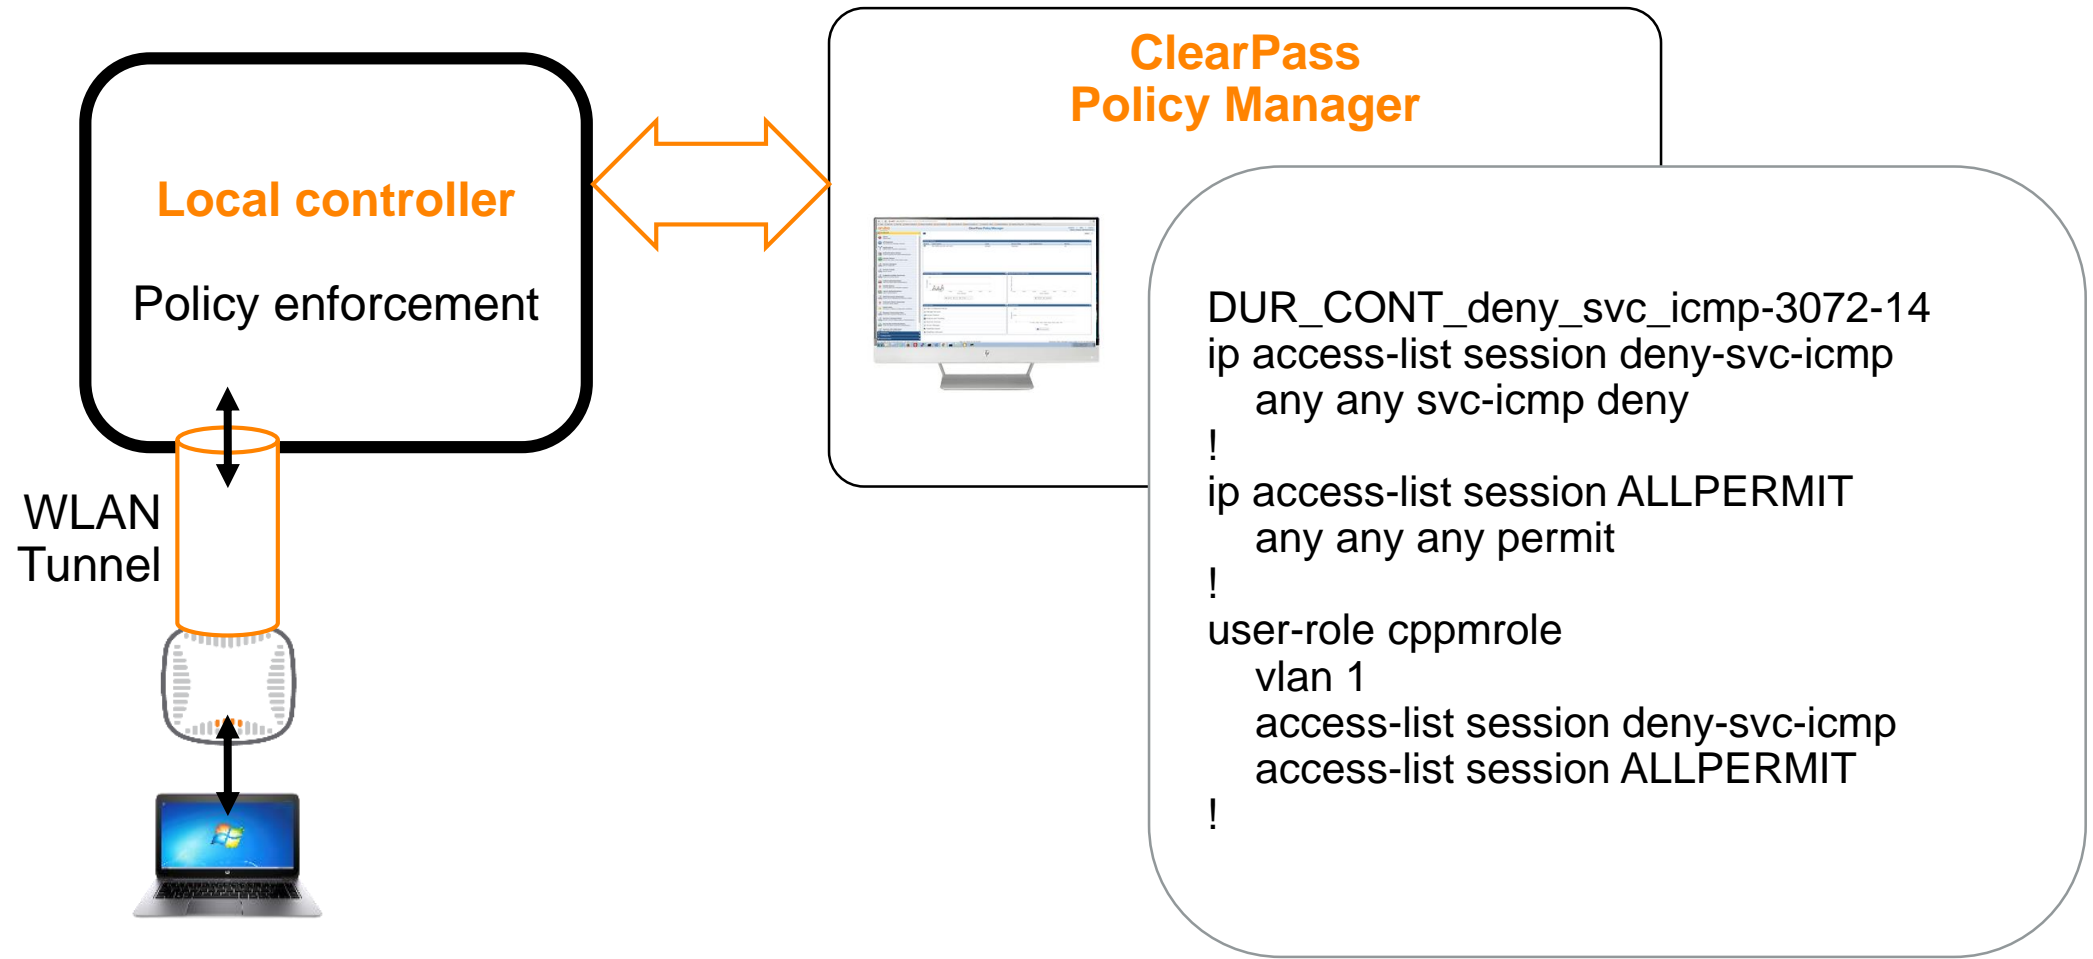 ClearPass
Policy Manager
Local controller
Policy enforcement
WLAN
Tunnel
DUR_CONT_deny_svc_icmp-3072-14
ip access-list session deny-svc-icmp
any any svc-icmp deny
!
ip access-list session ALLPERMIT
any any any permit
!
user-role cppmrole
vlan 1
access-list session deny-svc-icmp
access-list session ALLPERMIT
!